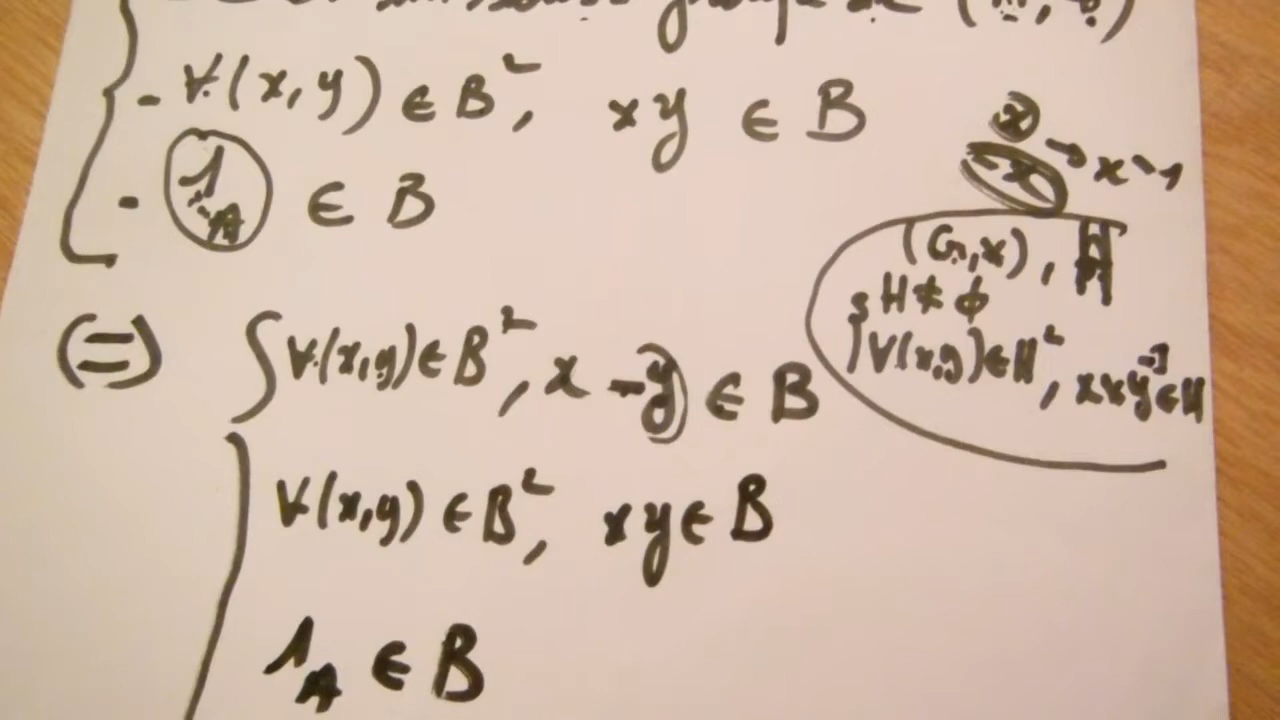 - ∀(x,y) ∈ B², xy ∈ B
- 1_A ∈ B
x
-x → x⁻¹
(G,×), H
{ H ≠ ∅
∀(x,y) ∈ H², x×y⁻¹ ∈ H
(=) { ∀(x,y) ∈ B², x - y ∈ B
∀(x,y) ∈ B², xy ∈ B
1_A ∈ B